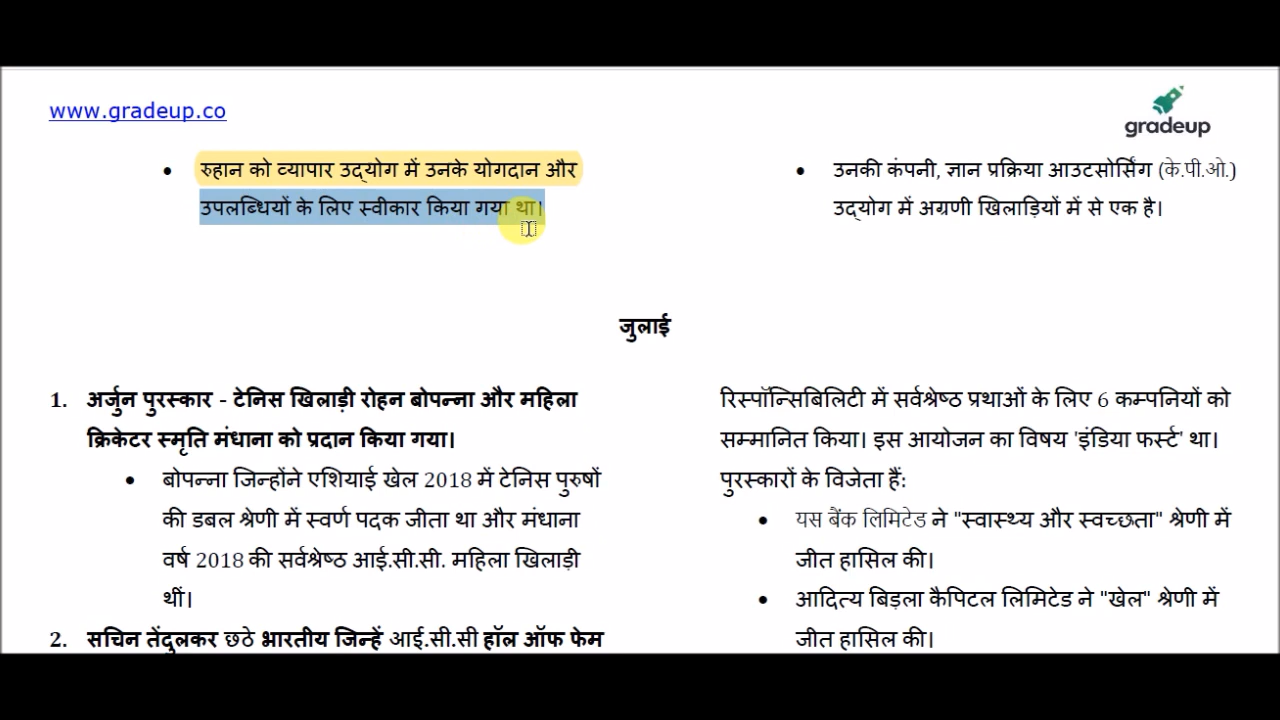 www.gradeup.co
gradeup
• रुहान को व्यापार उद्योग में उनके योगदान और
उपलब्धियों के लिए स्वीकार किया गया था।
• उनकी कंपनी, ज्ञान प्रक्रिया आउटसोर्सिंग (के.पी.ओ.)
उद्योग में अग्रणी खिलाड़ियों में से एक है।
जुलाई
1. अर्जुन पुरस्कार - टेनिस खिलाड़ी रोहन बोपन्ना और महिला
क्रिकेटर स्मृति मंधाना को प्रदान किया गया।
• बोपन्ना जिन्होंने एशियाई खेल 2018 में टेनिस पुरुषों
की डबल श्रेणी में स्वर्ण पदक जीता था और मंधाना
वर्ष 2018 की सर्वश्रेष्ठ आई.सी.सी. महिला खिलाड़ी
थीं।
2. सचिन तेंदुलकर छठे भारतीय जिन्हें आई.सी.सी हॉल ऑफ फेम
रिस्पॉन्सिबिलिटी में सर्वश्रेष्ठ प्रथाओं के लिए 6 कम्पनियों को
सम्मानित किया। इस आयोजन का विषय 'इंडिया फर्स्ट' था।
पुरस्कारों के विजेता हैं:
• यस बैंक लिमिटेड ने "स्वास्थ्य और स्वच्छता" श्रेणी में
जीत हासिल की।
• आदित्य बिड़ला कैपिटल लिमिटेड ने "खेल" श्रेणी में
जीत हासिल की।